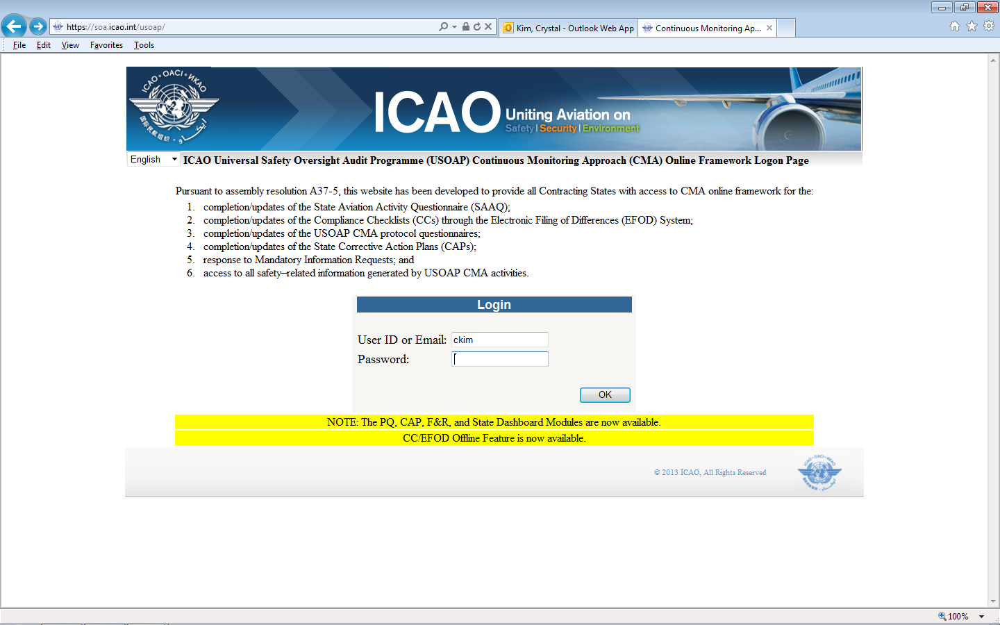 https://soa.icao.int/usoap/
Kim, Crystal - Outlook Web App
Continuous Monitoring Ap...
File Edit View Favorites Tools
ICAO · OACI · ИКАО
ICAO Uniting Aviation on
Safety | Security | Environment
English
ICAO Universal Safety Oversight Audit Programme (USOAP) Continuous Monitoring Approach (CMA) Online Framework Logon Page
Pursuant to assembly resolution A37-5, this website has been developed to provide all Contracting States with access to CMA online framework for the:
1. completion/updates of the State Aviation Activity Questionnaire (SAAQ);
2. completion/updates of the Compliance Checklists (CCs) through the Electronic Filing of Differences (EFOD) System;
3. completion/updates of the USOAP CMA protocol questionnaires;
4. completion/updates of the State Corrective Action Plans (CAPs);
5. response to Mandatory Information Requests; and
6. access to all safety–related information generated by USOAP CMA activities.
Login
User ID or Email: ckim
Password:
OK
NOTE: The PQ, CAP, F&R, and State Dashboard Modules are now available.
CC/EFOD Offline Feature is now available.
© 2013 ICAO, All Rights Reserved
100%